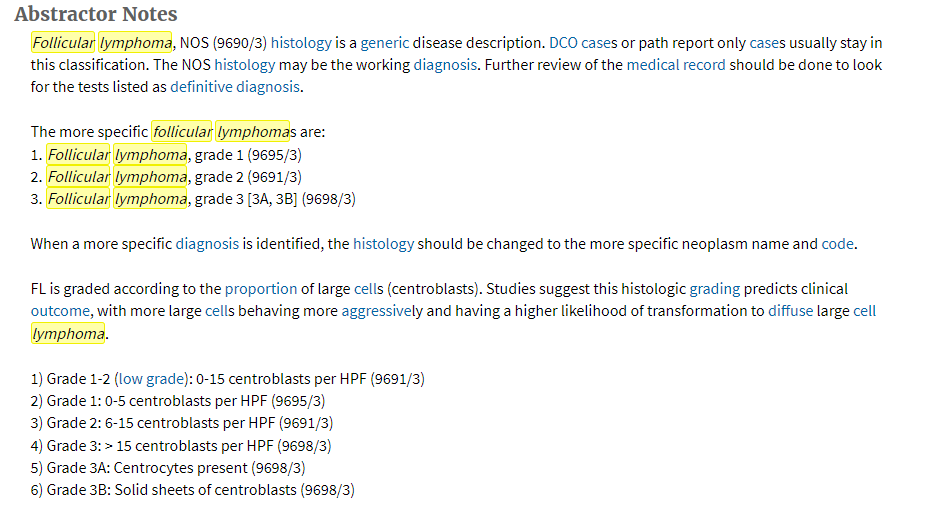 Abstractor Notes
Follicular lymphoma, NOS (9690/3) histology is a generic disease description. DCO cases or path report only cases usually stay in
this classification. The NOS histology may be the working diagnosis. Further review of the medical record should be done to look
for the tests listed as definitive diagnosis.
The more specific follicular lymphomas are:
1. Follicular lymphoma, grade 1 (9695/3)
2. Follicular lymphoma, grade 2 (9691/3)
3. Follicular lymphoma, grade 3 [3A, 3B] (9698/3)
When a more specific diagnosis is identified, the histology should be changed to the more specific neoplasm name and code.
FL is graded according to the proportion of large cells (centroblasts). Studies suggest this histologic grading predicts clinical
outcome, with more large cells behaving more aggressively and having a higher likelihood of transformation to diffuse large cell
lymphoma.
1) Grade 1-2 (low grade): 0-15 centroblasts per HPF (9691/3)
2) Grade 1: 0-5 centroblasts per HPF (9695/3)
3) Grade 2: 6-15 centroblasts per HPF (9691/3)
4) Grade 3: > 15 centroblasts per HPF (9698/3)
5) Grade 3A: Centrocytes present (9698/3)
6) Grade 3B: Solid sheets of centroblasts (9698/3)